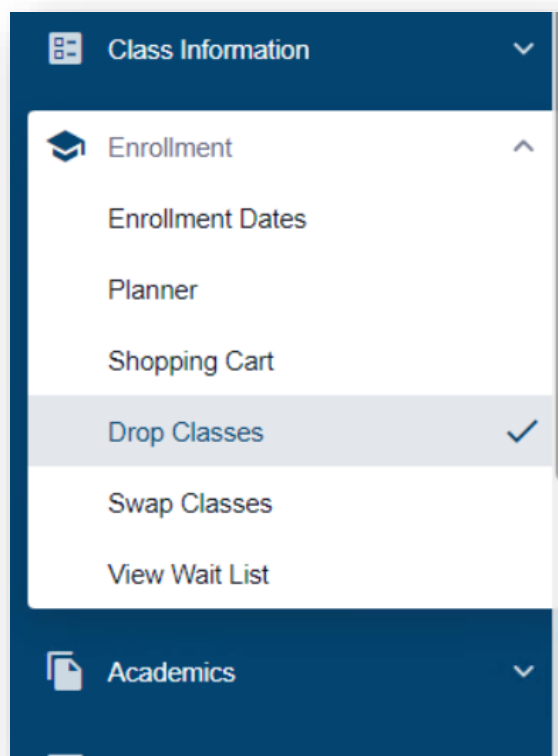 Class Information
Enrollment
Enrollment Dates
Planner
Shopping Cart
Drop Classes
Swap Classes
View Wait List
Academics